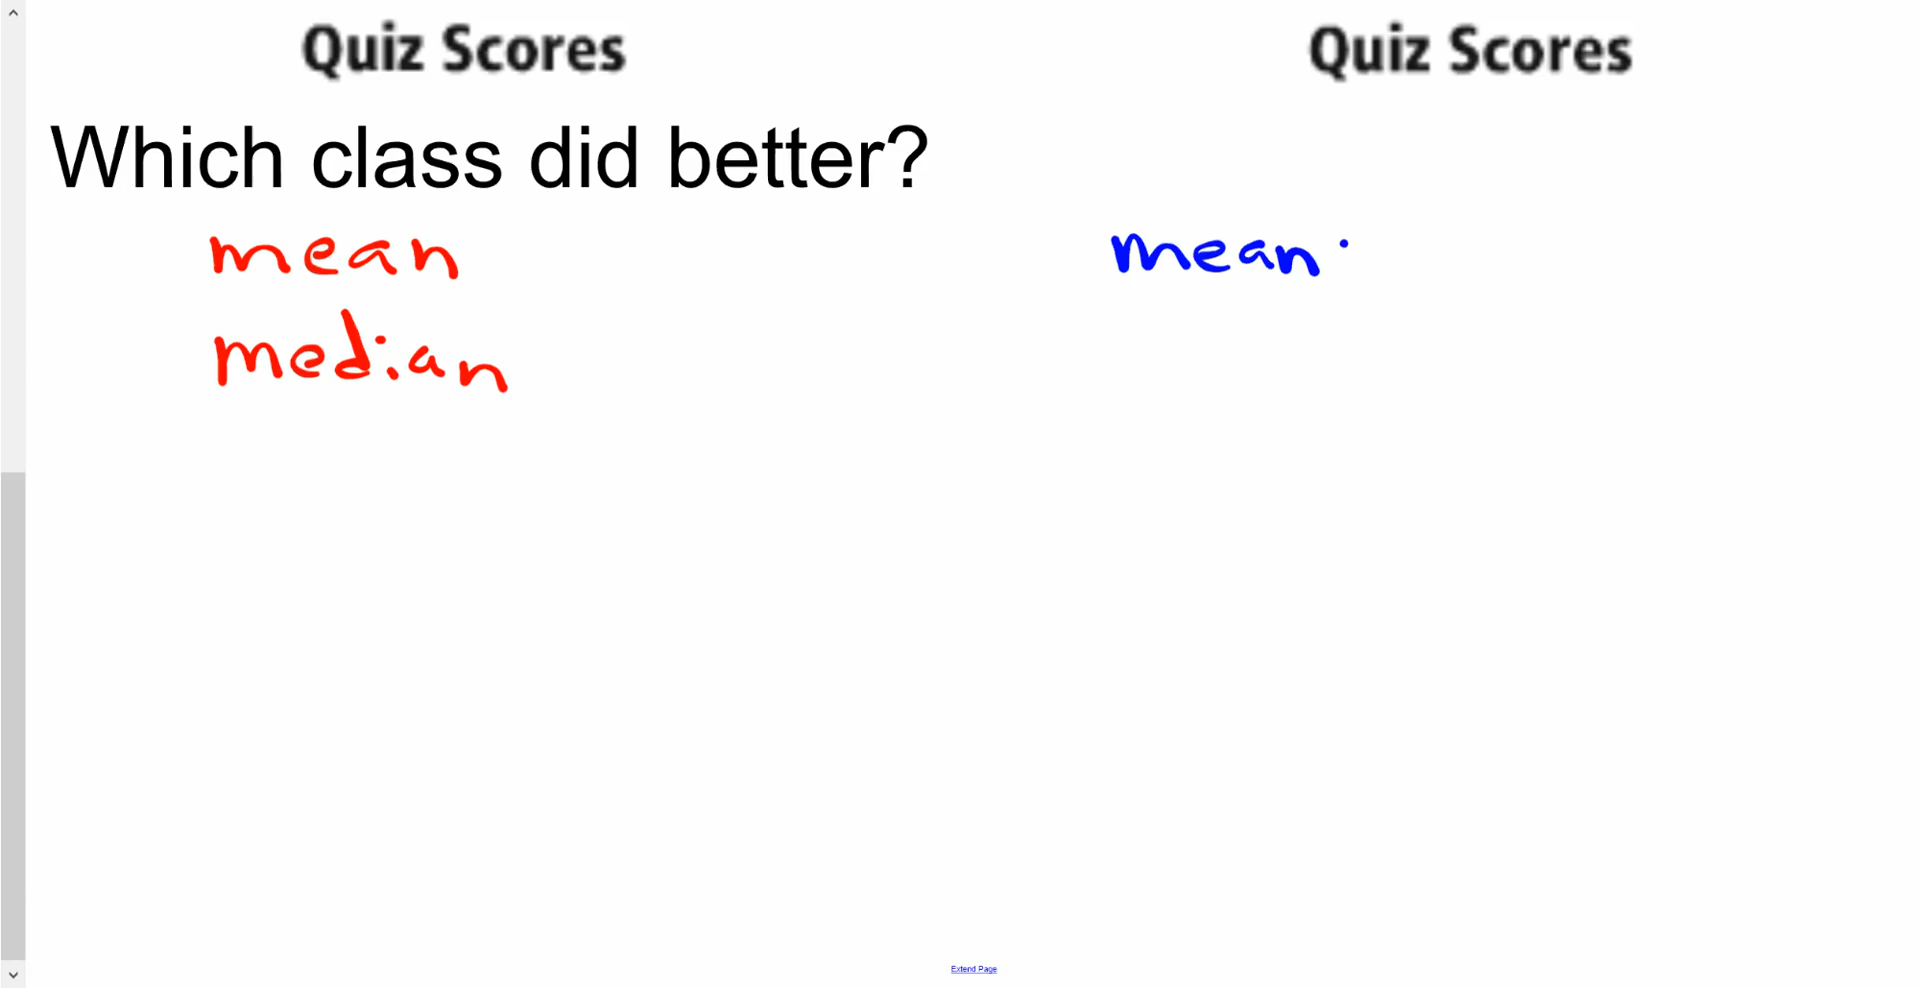 Quiz Scores
Quiz Scores
Which class did better?
mean
mean
median
Extend Page